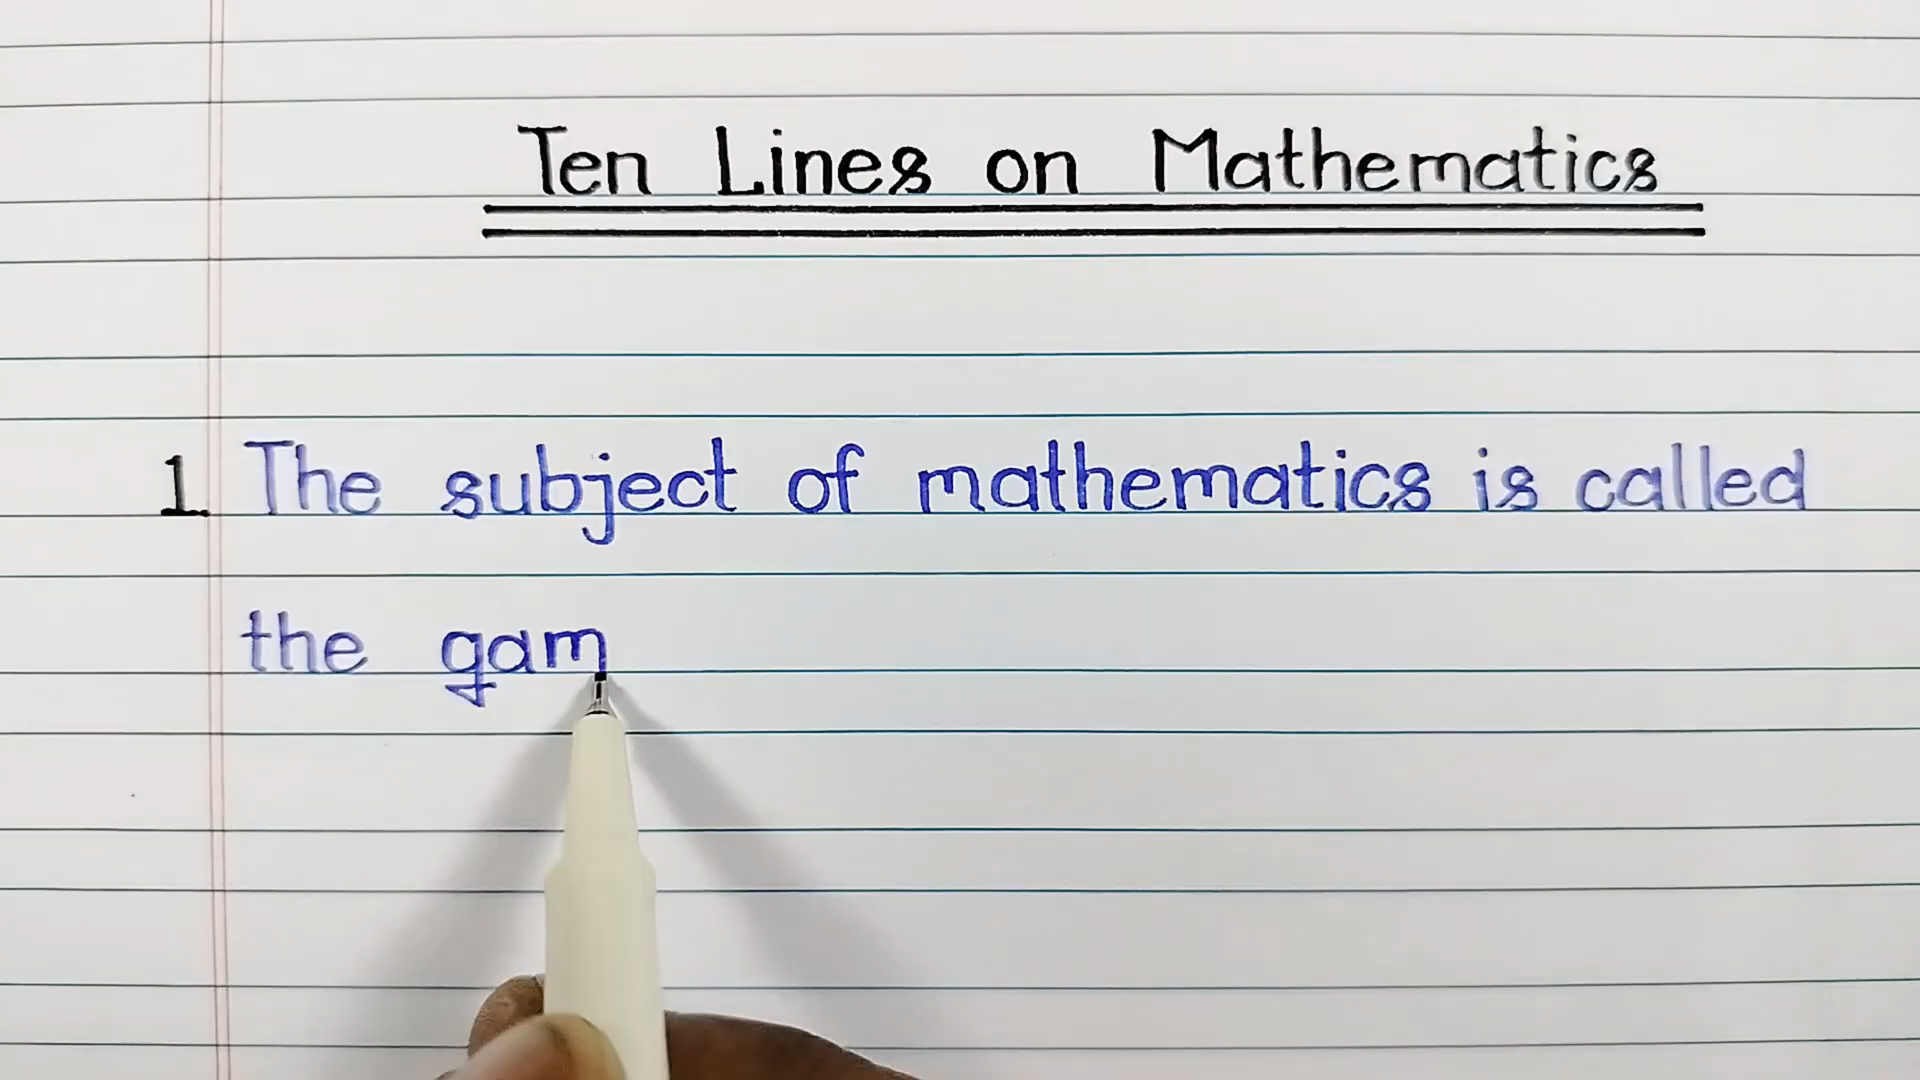 Ten Lines on Mathematics
1. The subject of mathematics is called
the gam